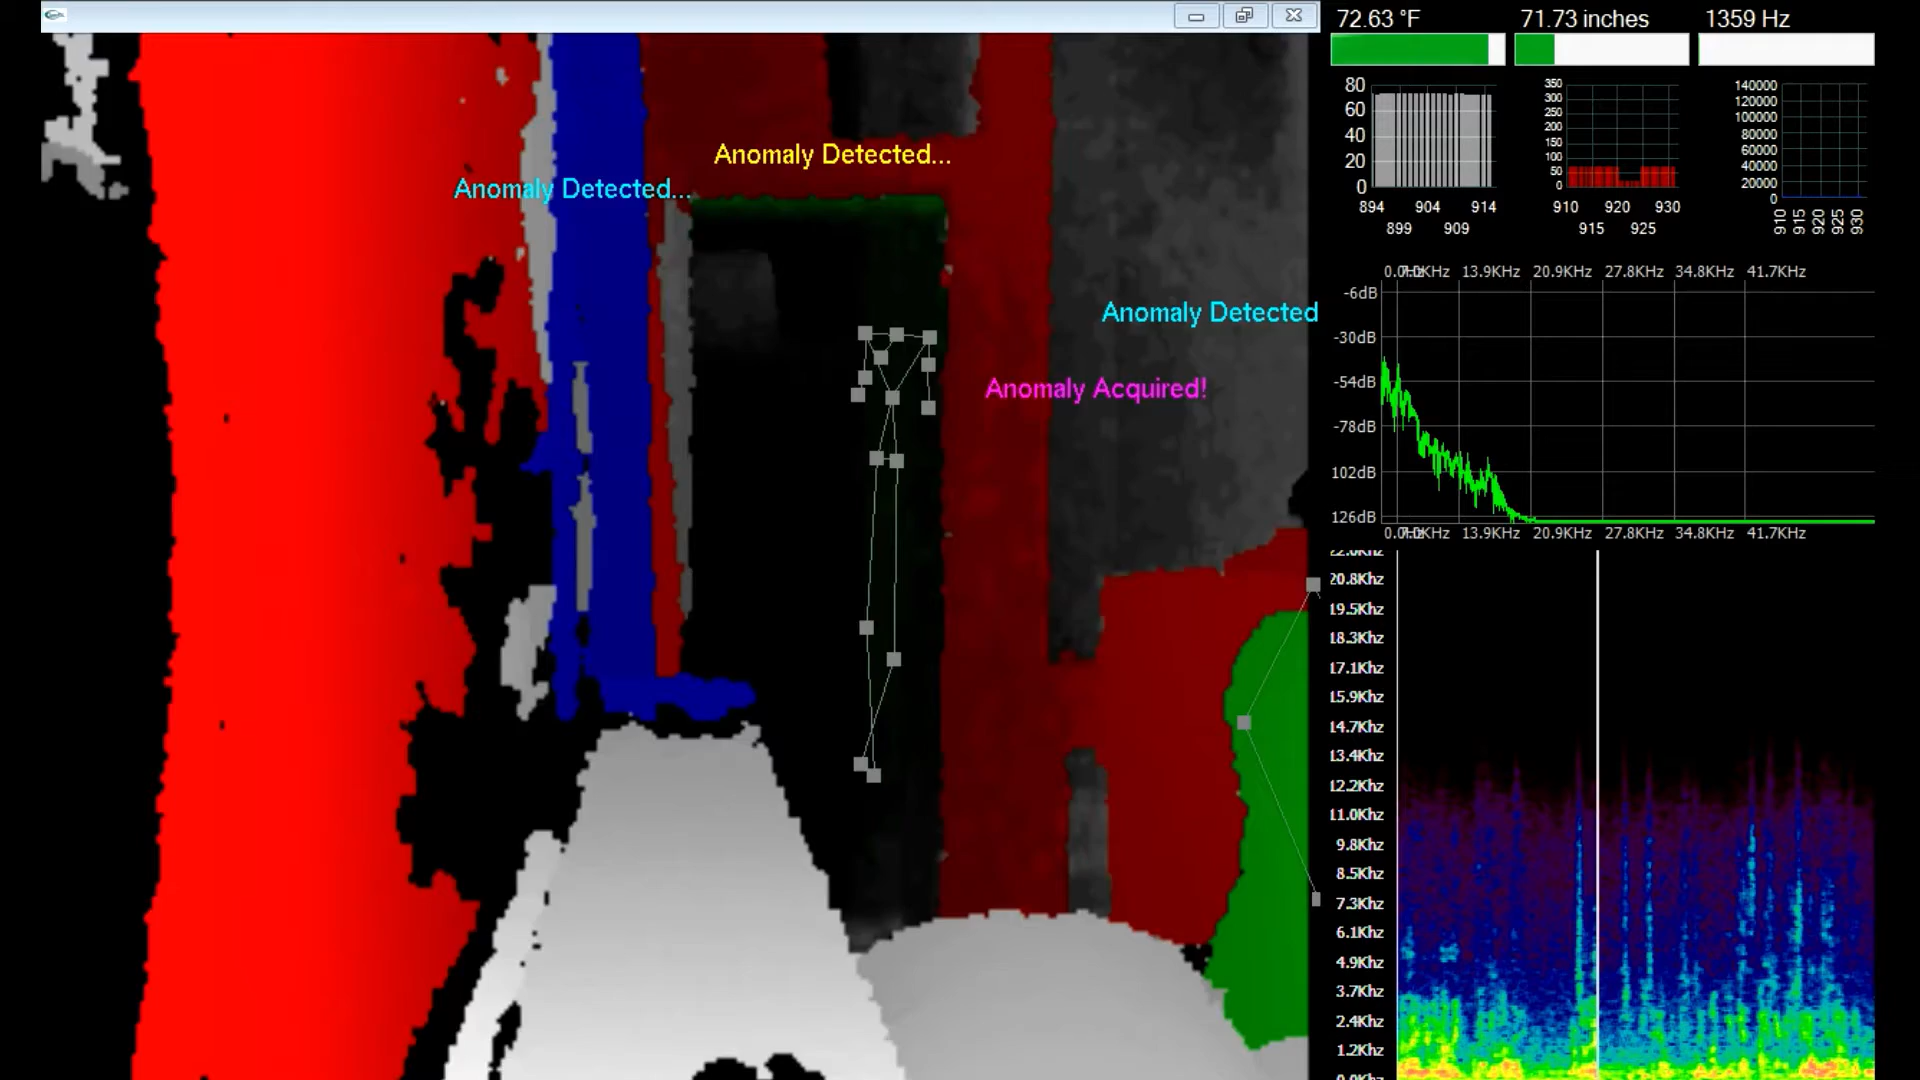 72.63 °F
71.73 inches
1359 Hz
80
60
40
20
0
894
904
914
899
909
350
300
250
200
150
100
50
0
910
920
930
915
925
140000
120000
100000
80000
60000
40000
20000
0
910
915
920
925
930
Anomaly Detected...
Anomaly Detected...
Anomaly Detected
Anomaly Acquired!
13.9KHz
20.9KHz
27.8KHz
34.8KHz
41.7KHz
-6dB
-30dB
-54dB
-78dB
102dB
126dB
13.9KHz
20.9KHz
27.8KHz
34.8KHz
41.7KHz
20.8Khz
19.5Khz
18.3Khz
17.1Khz
15.9Khz
14.7Khz
13.4Khz
12.2Khz
11.0Khz
9.8Khz
8.5Khz
7.3Khz
6.1Khz
4.9Khz
3.7Khz
2.4Khz
1.2Khz